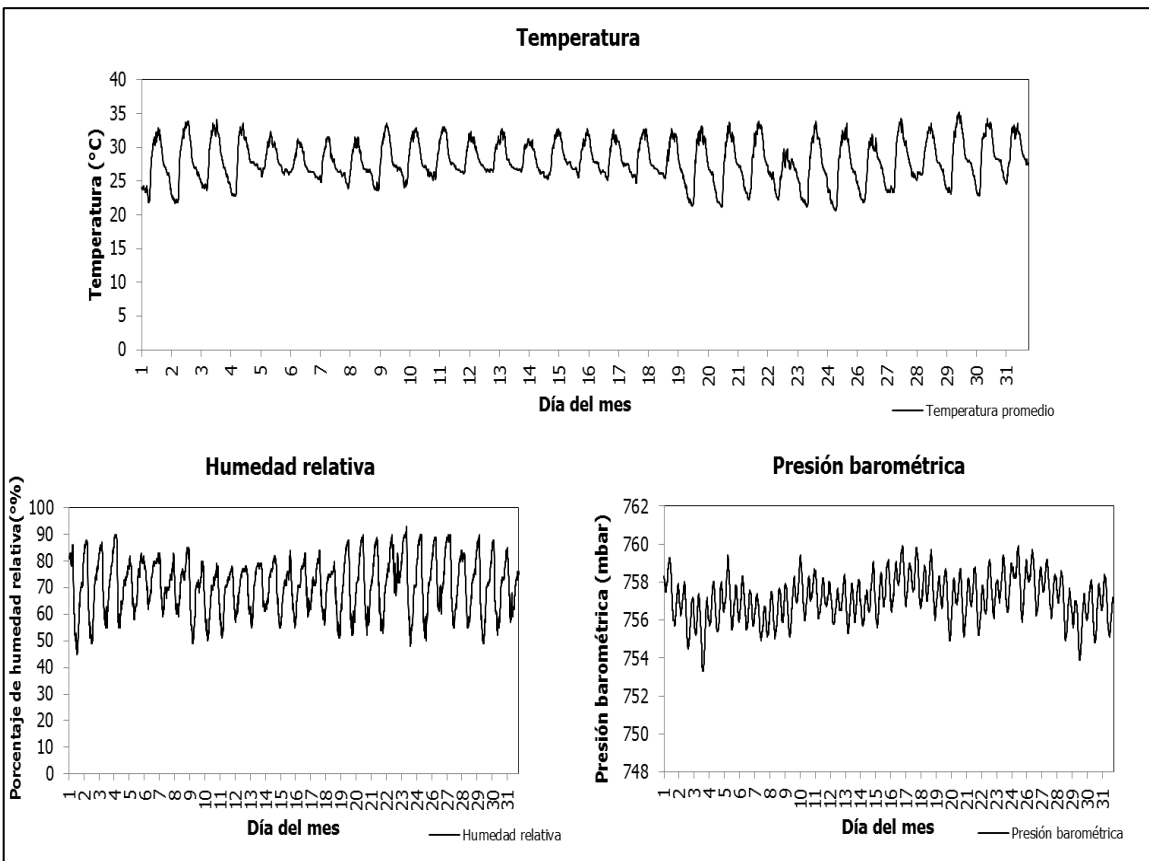 Temperatura
Temperatura (°C)
40
35
30
25
20
15
10
5
0
1 2 3 4 5 6 7 8 9 10 11 12 13 14 15 16 17 18 19 20 21 22 23 24 26 27 28 29 30 31
Día del mes
Temperatura promedio
Humedad relativa
Porcentaje de humedad relativa(°%)
100
90
80
70
60
50
40
30
20
10
0
1 2 3 4 5 6 7 8 9 10 11 12 13 14 15 16 17 18 19 20 21 22 23 24 26 27 28 29 30 31
Día del mes
Humedad relativa
Presión barométrica
Presión barométrica (mbar)
762
760
758
756
754
752
750
748
1 2 3 4 5 6 7 8 9 10 11 12 13 14 15 16 17 18 19 20 21 22 23 24 26 27 28 29 30 31
Día del mes
Presión barométrica